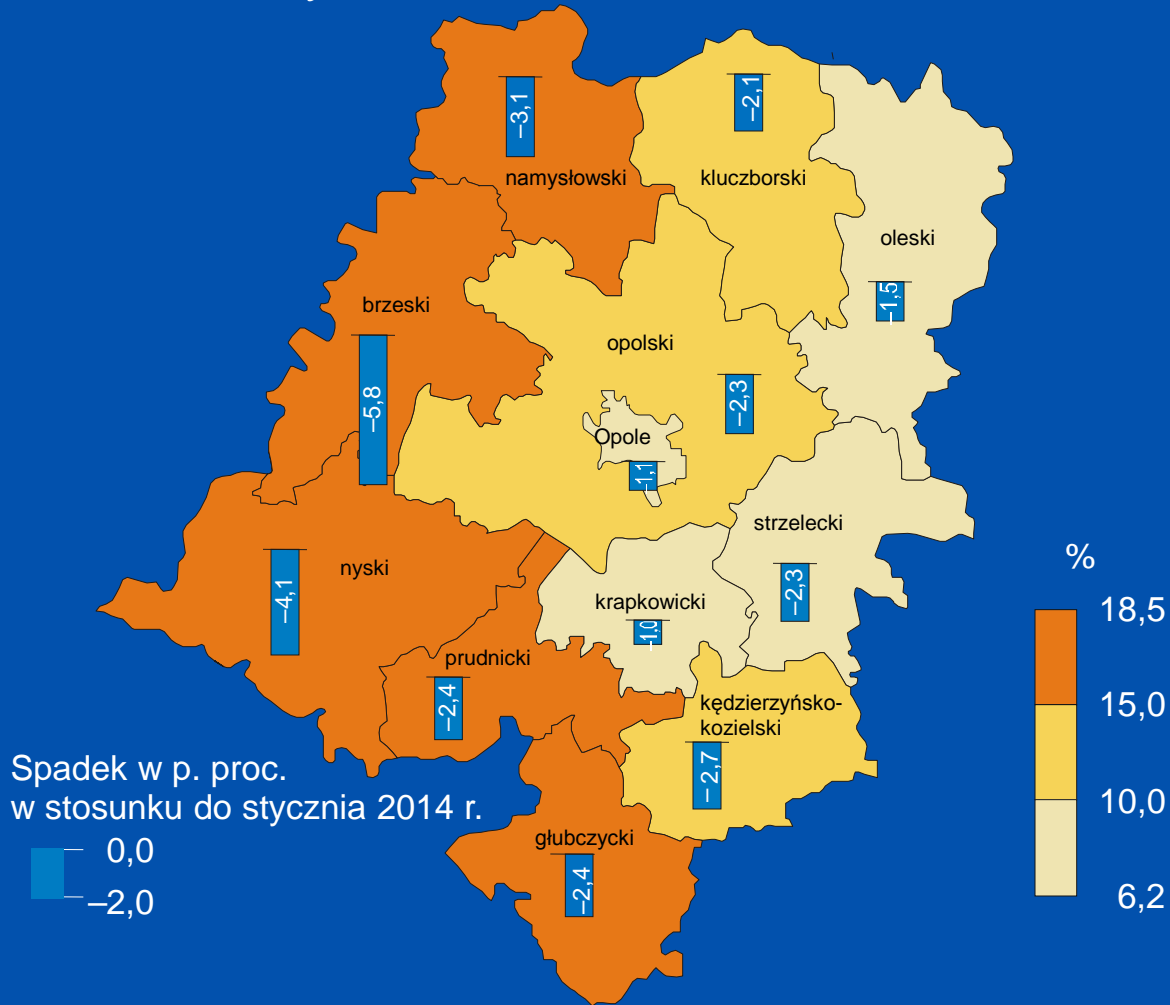 –3,1
–2,1
namysłowski
kluczborski
oleski
–1,5
brzeski
opolski
–5,8
–2,3
Opole
–1,1
strzelecki
nyski
–4,1
krapkowicki
–1,0
–2,3
prudnicki
–2,4
kędzierzyńsko-
kozielski
–2,7
głubczycki
–2,4
%
18,5
15,0
10,0
6,2
Spadek w p. proc.
w stosunku do stycznia 2014 r.
0,0
–2,0